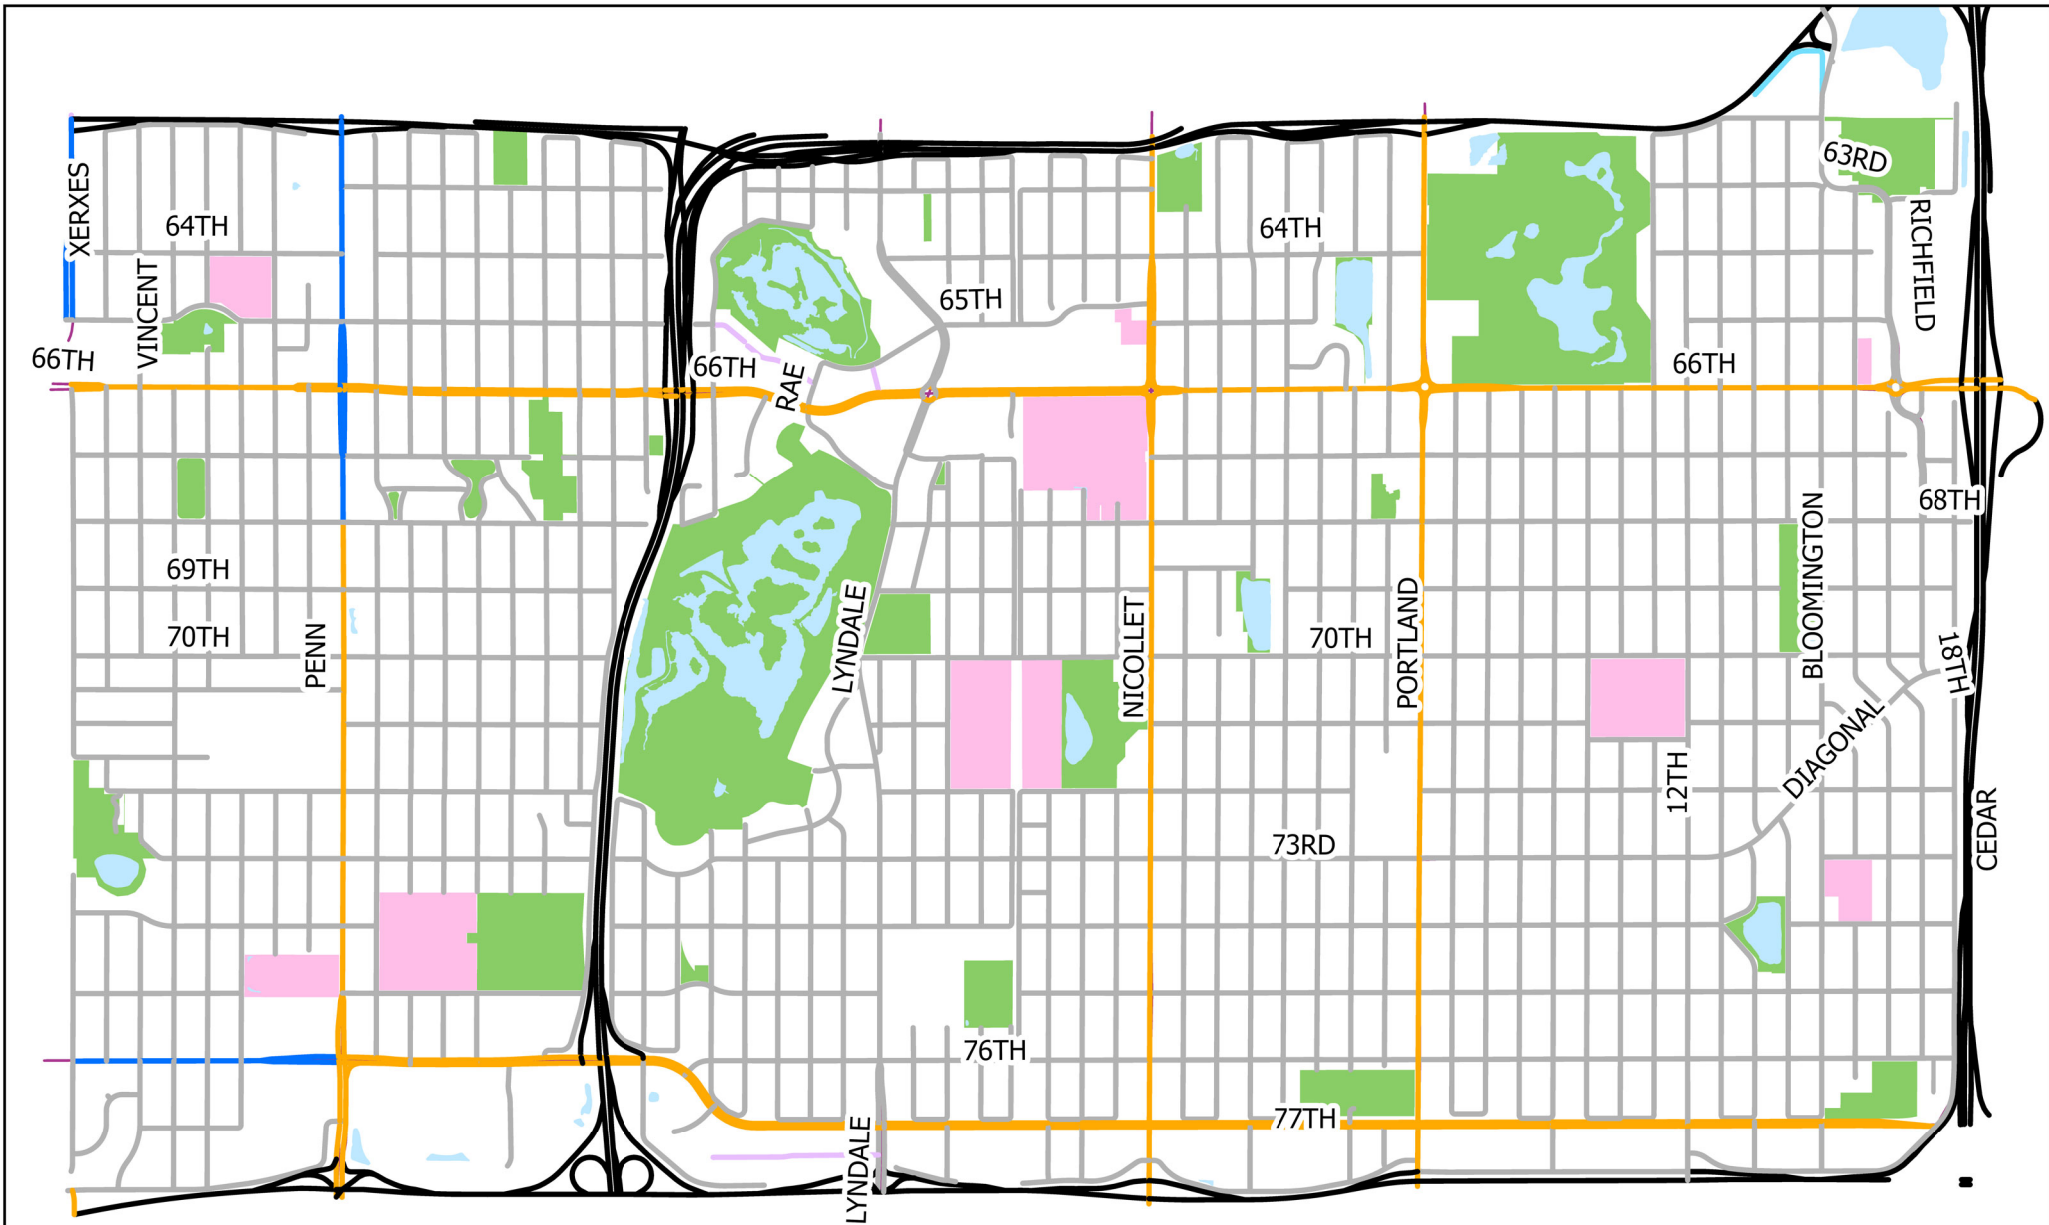 63RD
XERXES
64TH
64TH
RICHFIELD
VINCENT
65TH
66TH
66TH
RAE
66TH
68TH
BLOOMINGTON
69TH
70TH
PENN
LYNDALE
NICOLLET
70TH
PORTLAND
18TH
DIAGONAL
12TH
CEDAR
73RD
76TH
77TH
LYNDALE